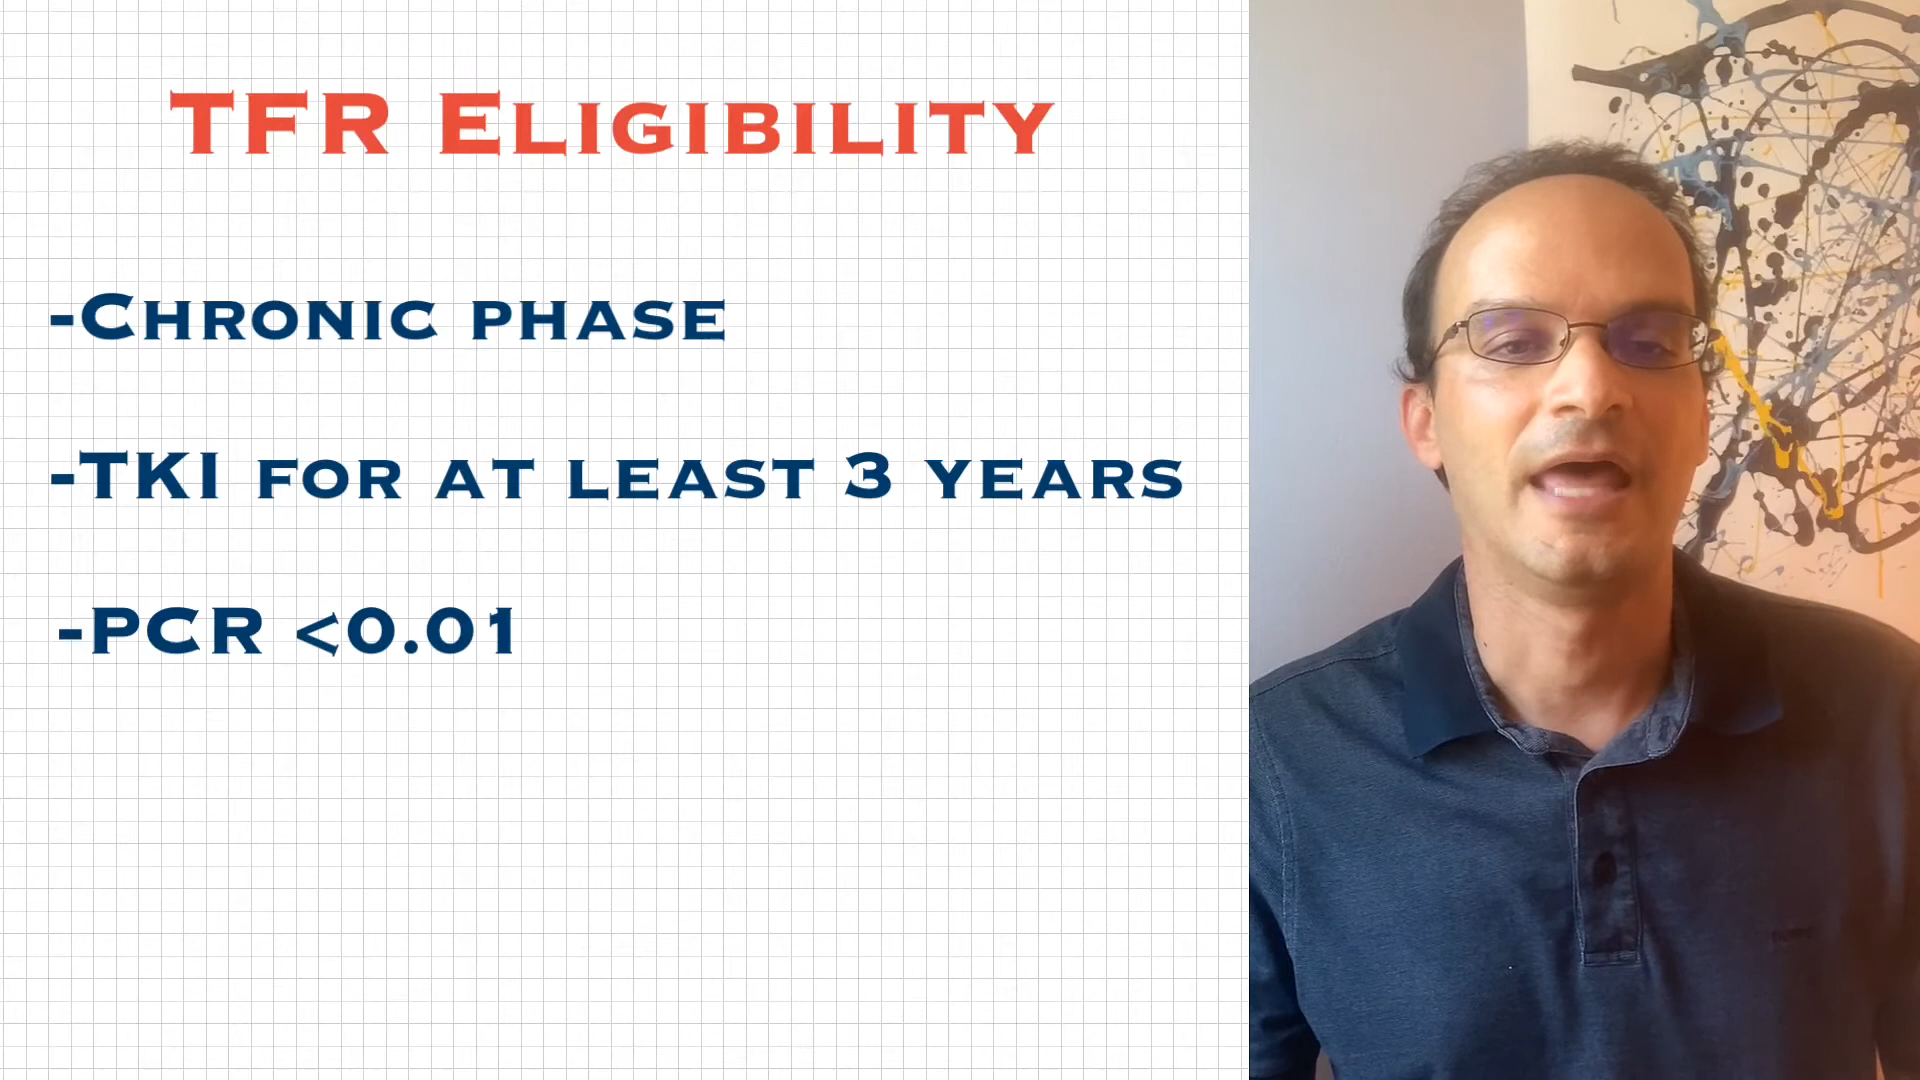 TFR Eligibility
-Chronic phase
-TKI for at least 3 years
-PCR <0.01